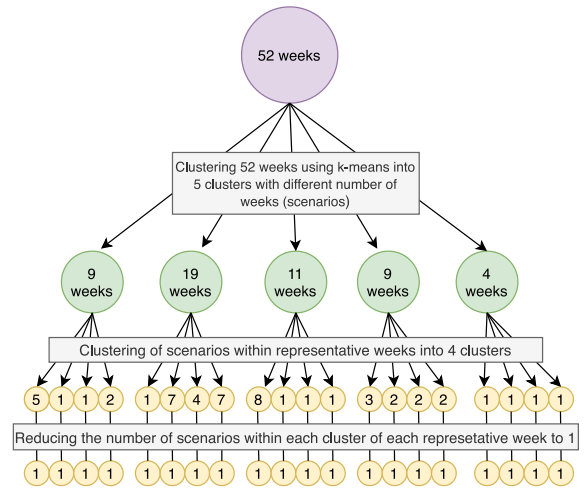 52 weeks
Clustering 52 weeks using k-means into
5 clusters with different number of
weeks (scenarios)
9
weeks
19
weeks
11
weeks
9
weeks
4
weeks
Clustering of scenarios within representative weeks into 4 clusters
5 1 1 2 1 7 4 7 8 1 1 1 3 2 2 2 1 1 1 1
Reducing the number of scenarios within each cluster of each represetative week to 1
1 1 1 1 1 1 1 1 1 1 1 1 1 1 1 1 1 1 1 1